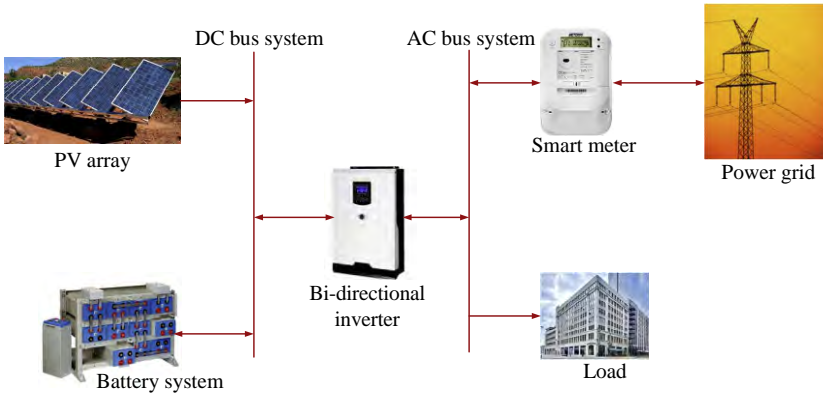 DC bus system
AC bus system
PV array
Smart meter
Power grid
Bi-directional
inverter
Battery system
Load